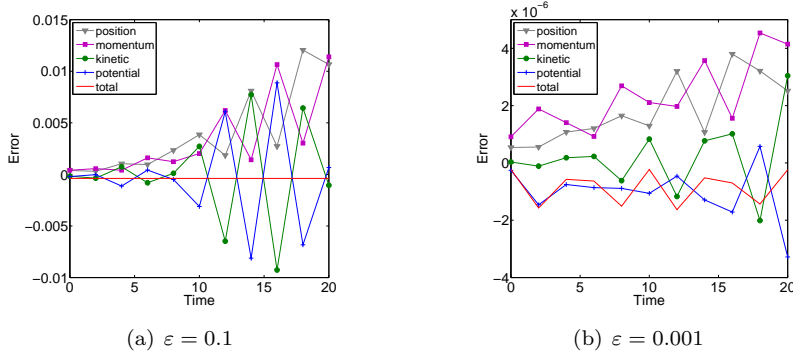 0.015
0.01
0.005
0
−0.005
−0.01
Error
position
momentum
kinetic
potential
total
0 5 10 15 20
Time
(a) ε = 0.1
x 10⁻⁶
6
4
2
0
−2
−4
Error
position
momentum
kinetic
potential
total
0 5 10 15 20
Time
(b) ε = 0.001